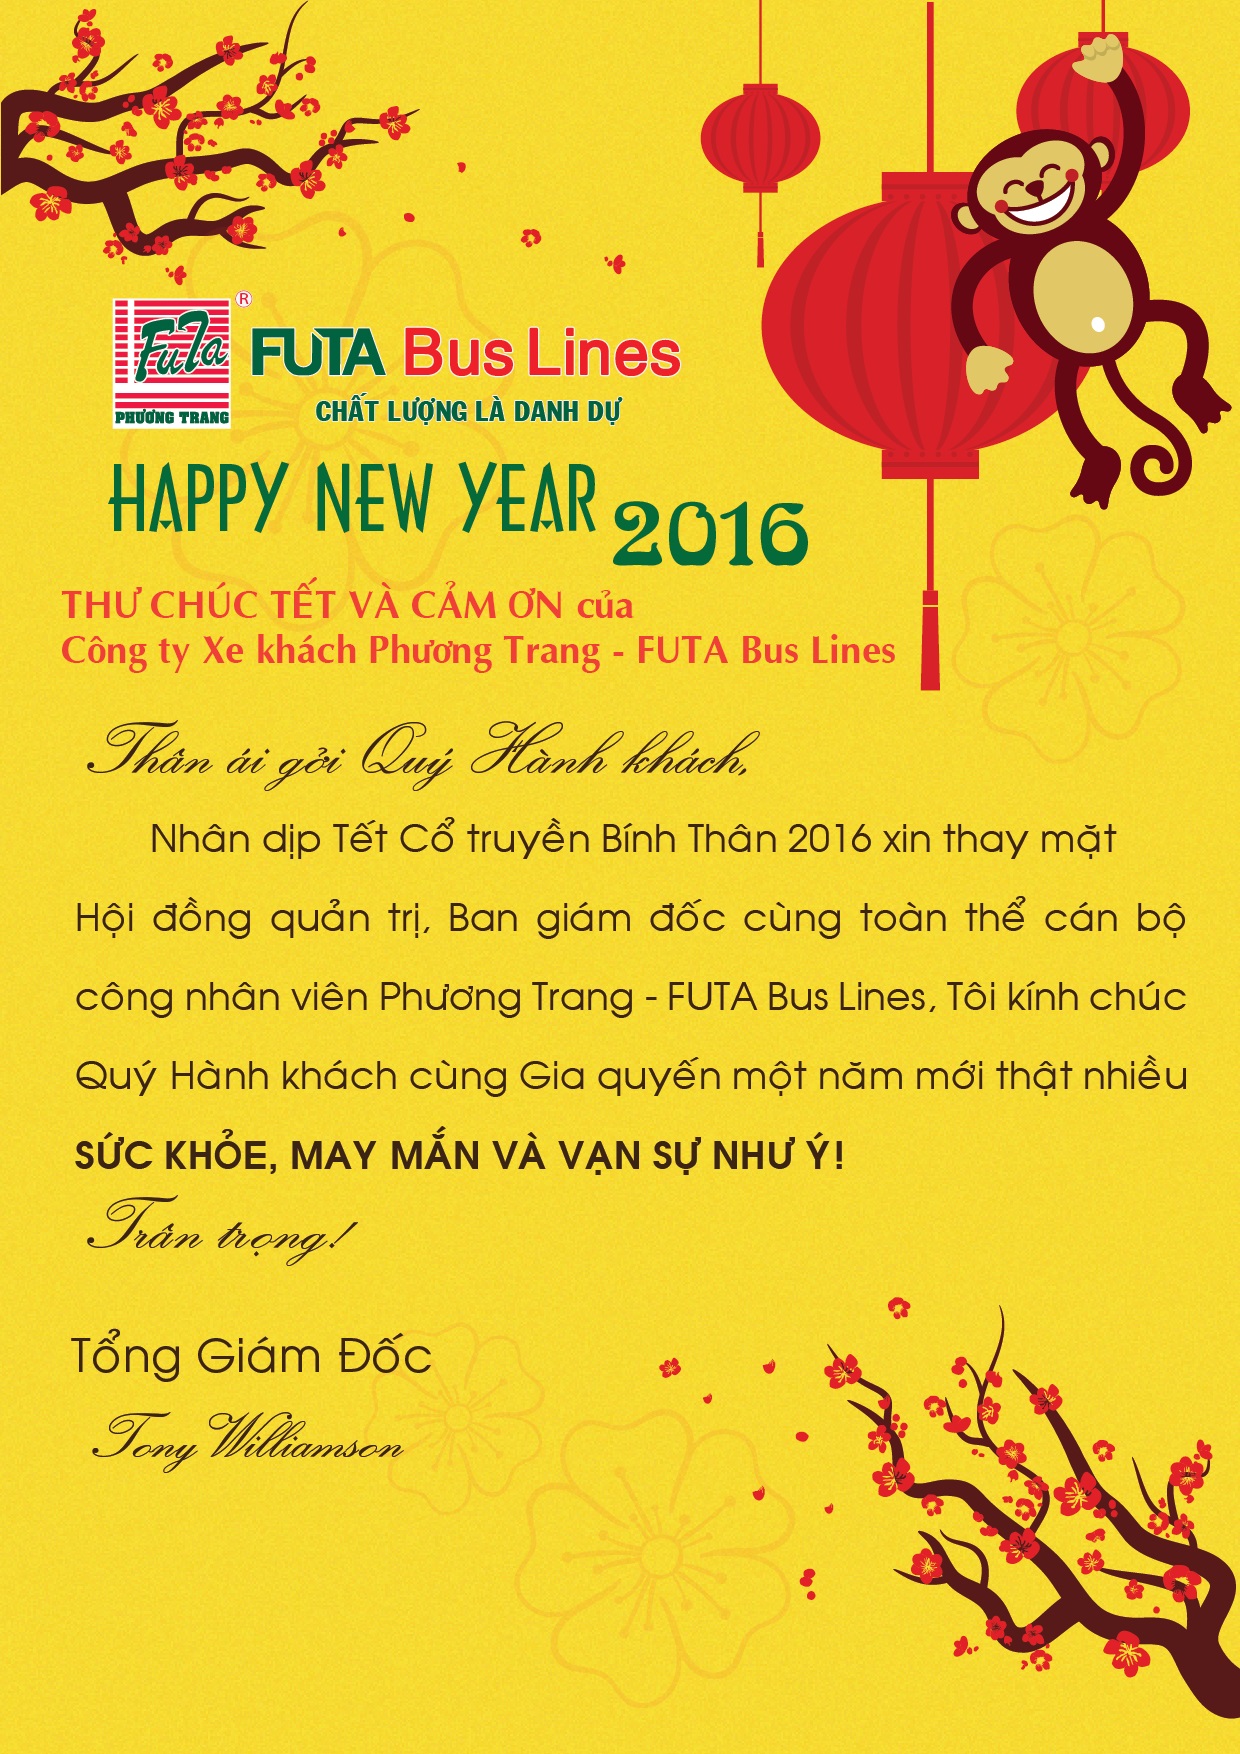 FuTa ®
PHƯƠNG TRANG
FUTA Bus Lines
CHẤT LƯỢNG LÀ DANH DỰ
HAPPY NEW YEAR 2016
THƯ CHÚC TẾT VÀ CẢM ƠN của
Công ty Xe khách Phương Trang - FUTA Bus Lines
Thân ái gởi Quý Hành khách,
Nhân dịp Tết Cổ truyền Bính Thân 2016 xin thay mặt
Hội đồng quản trị, Ban giám đốc cùng toàn thể cán bộ
công nhân viên Phương Trang - FUTA Bus Lines, Tôi kính chúc
Quý Hành khách cùng Gia quyến một năm mới thật nhiều
SỨC KHỎE, MAY MẮN VÀ VẠN SỰ NHƯ Ý!
Trân trọng!
Tổng Giám Đốc
Tony Williamson